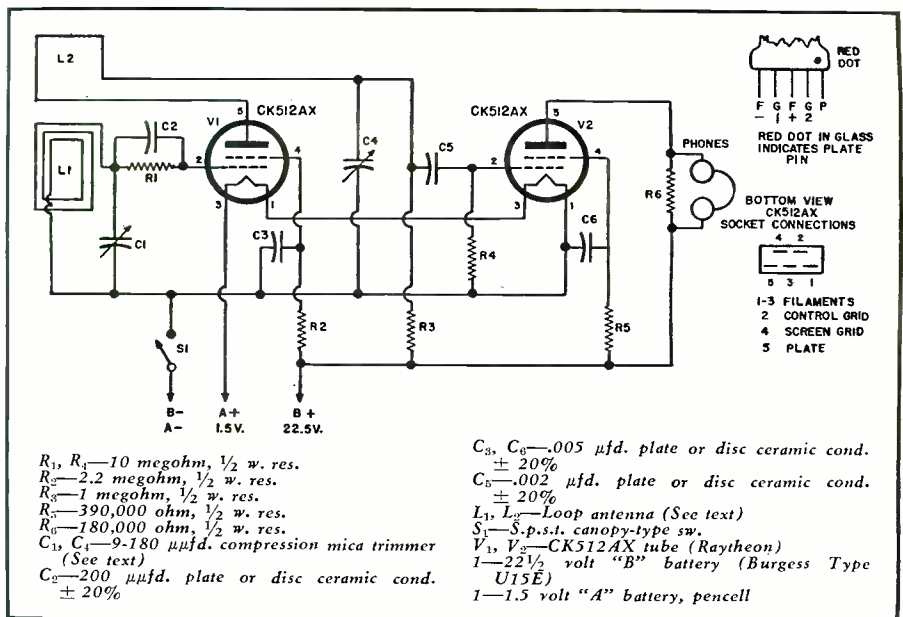 L2
L1
C2
R1
C1
V1
CK512AX
5
2
4
3
1
C3
R2
C4
R3
C5
R4
CK512AX
V2
5
2
4
3
1
C6
R5
R6
PHONES
S1
B-
A-
A+
1.5V.
B+
22.5V.
RED
DOT
F G F G P
- 1 + 2
RED DOT IN GLASS
INDICATES PLATE
PIN
BOTTOM VIEW
CK512AX
SOCKET CONNECTIONS
4 2
5 3 1
1-3 FILAMENTS
2 CONTROL GRID
4 SCREEN GRID
5 PLATE
R₁, R₄—10 megohm, ½ w. res.
R₂—2.2 megohm, ½ w. res.
R₃—1 megohm, ½ w. res.
R₅—390,000 ohm, ½ w. res.
R₆—180,000 ohm, ½ w. res.
C₁, C₄—9-180 μμfd. compression mica trimmer
(See text)
C₂—200 μμfd. plate or disc ceramic cond.
± 20%
C₃, C₆—.005 μfd. plate or disc ceramic cond.
± 20%
C₅—.002 μfd. plate or disc ceramic cond.
± 20%
L₁, L₂—Loop antenna (See text)
S₁—S.p.s.t. canopy-type sw.
V₁, V₂—CK512AX tube (Raytheon)
1—22½ volt "B" battery (Burgess Type
U15E)
1—1.5 volt "A" battery, pencell